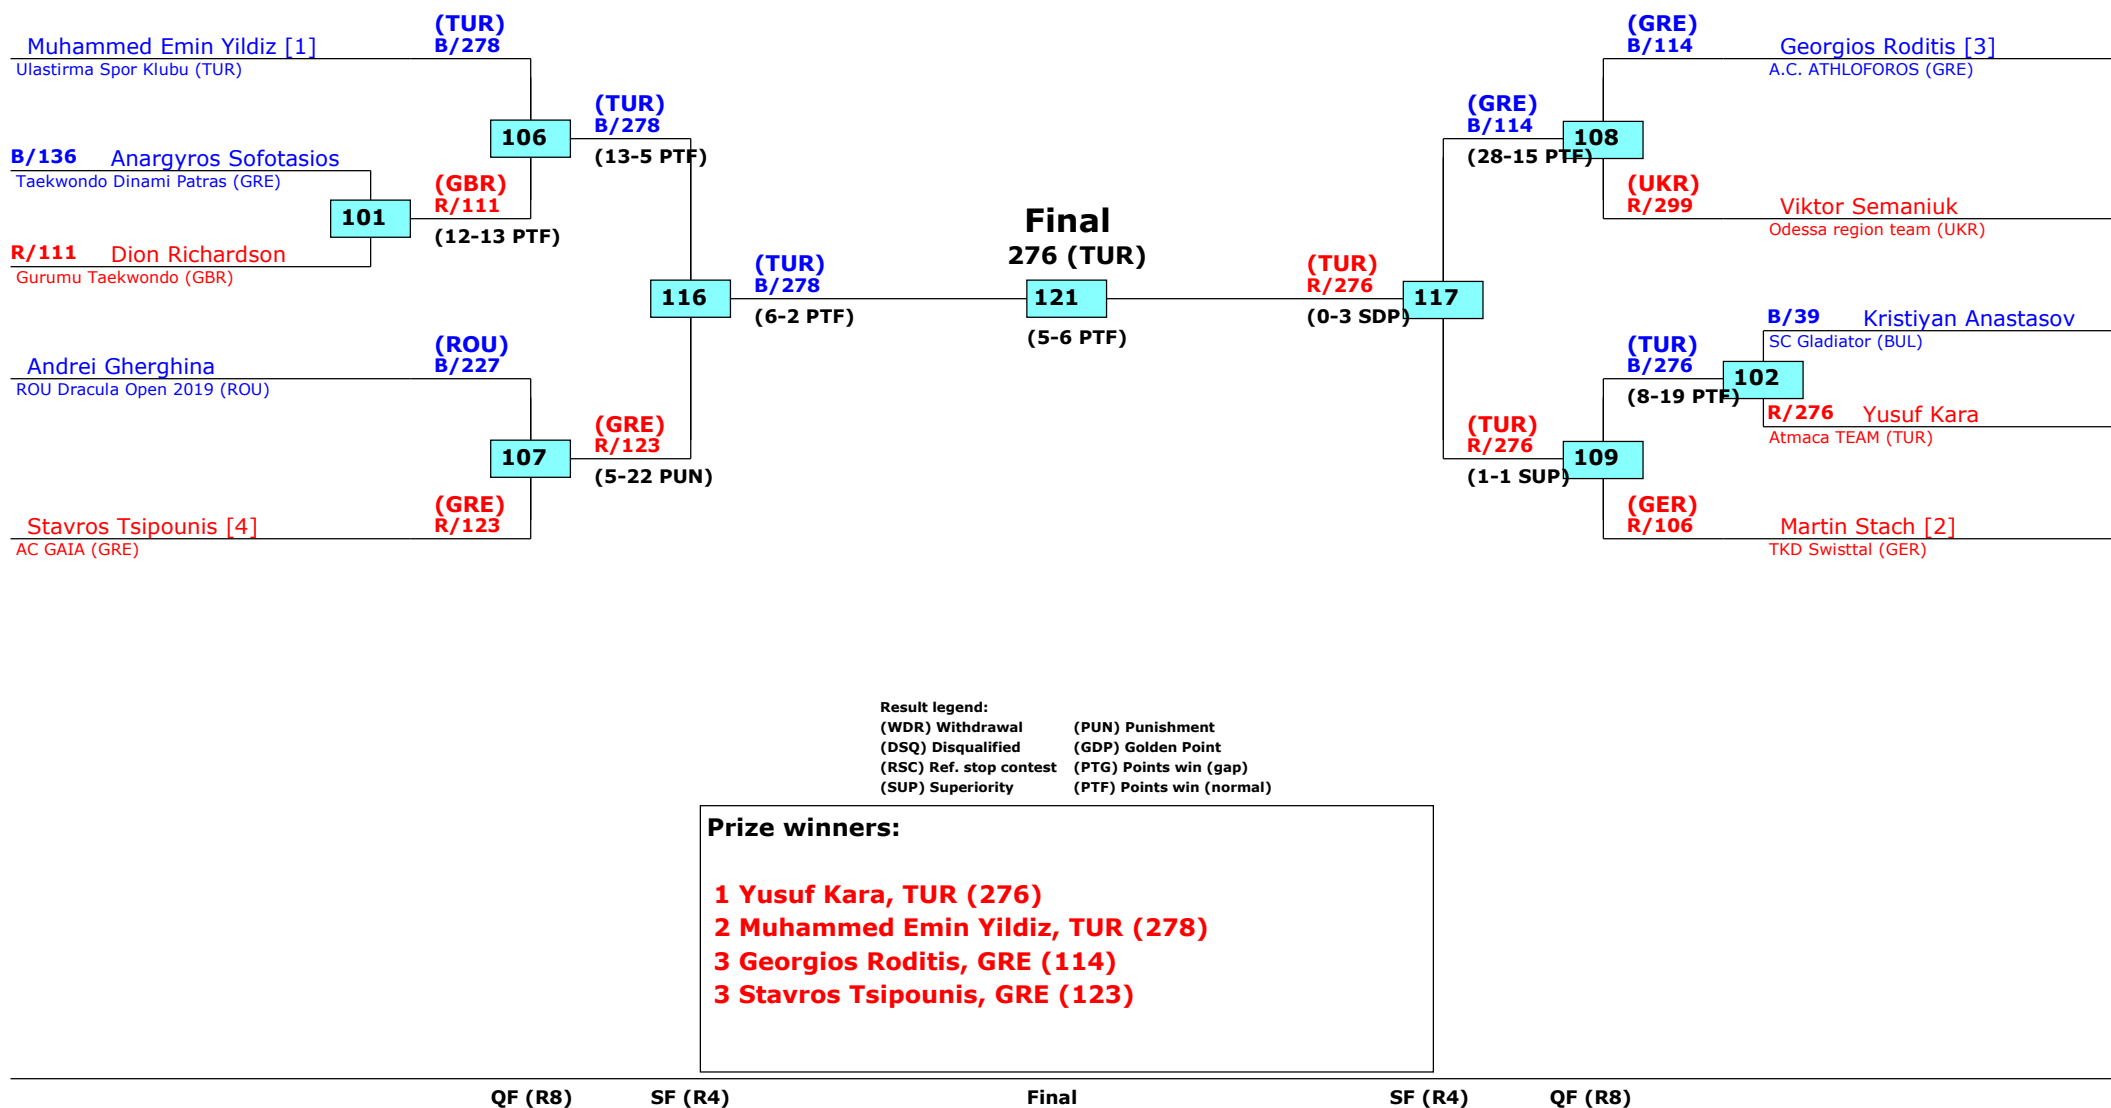 (TUR)
B/278
Muhammed Emin Yildiz [1]
Ulastirma Spor Klubu (TUR)
106
(TUR)
B/278
(13-5 PTF)
B/136 Anargyros Sofotasios
Taekwondo Dinami Patras (GRE)
101
(GBR)
R/111
(12-13 PTF)
R/111 Dion Richardson
Gurumu Taekwondo (GBR)
116
(TUR)
B/278
(6-2 PTF)
(ROU)
B/227
Andrei Gherghina
ROU Dracula Open 2019 (ROU)
107
(GRE)
R/123
(5-22 PUN)
(GRE)
R/123
Stavros Tsipounis [4]
AC GAIA (GRE)
Final
276 (TUR)
121
(5-6 PTF)
(TUR)
R/276
(0-3 SDP)
117
(GRE)
B/114
(28-15 PTF)
108
(GRE)
B/114
Georgios Roditis [3]
A.C. ATHLOFOROS (GRE)
(UKR)
R/299
Viktor Semaniuk
Odessa region team (UKR)
B/39 Kristiyan Anastasov
SC Gladiator (BUL)
(TUR)
B/276
(8-19 PTF)
102
R/276 Yusuf Kara
Atmaca TEAM (TUR)
(TUR)
R/276
(1-1 SUP)
109
(GER)
R/106
Martin Stach [2]
TKD Swisttal (GER)
Result legend:
(WDR) Withdrawal (PUN) Punishment
(DSQ) Disqualified (GDP) Golden Point
(RSC) Ref. stop contest (PTG) Points win (gap)
(SUP) Superiority (PTF) Points win (normal)
Prize winners:
1 Yusuf Kara, TUR (276)
2 Muhammed Emin Yildiz, TUR (278)
3 Georgios Roditis, GRE (114)
3 Stavros Tsipounis, GRE (123)
QF (R8) SF (R4) Final SF (R4) QF (R8)